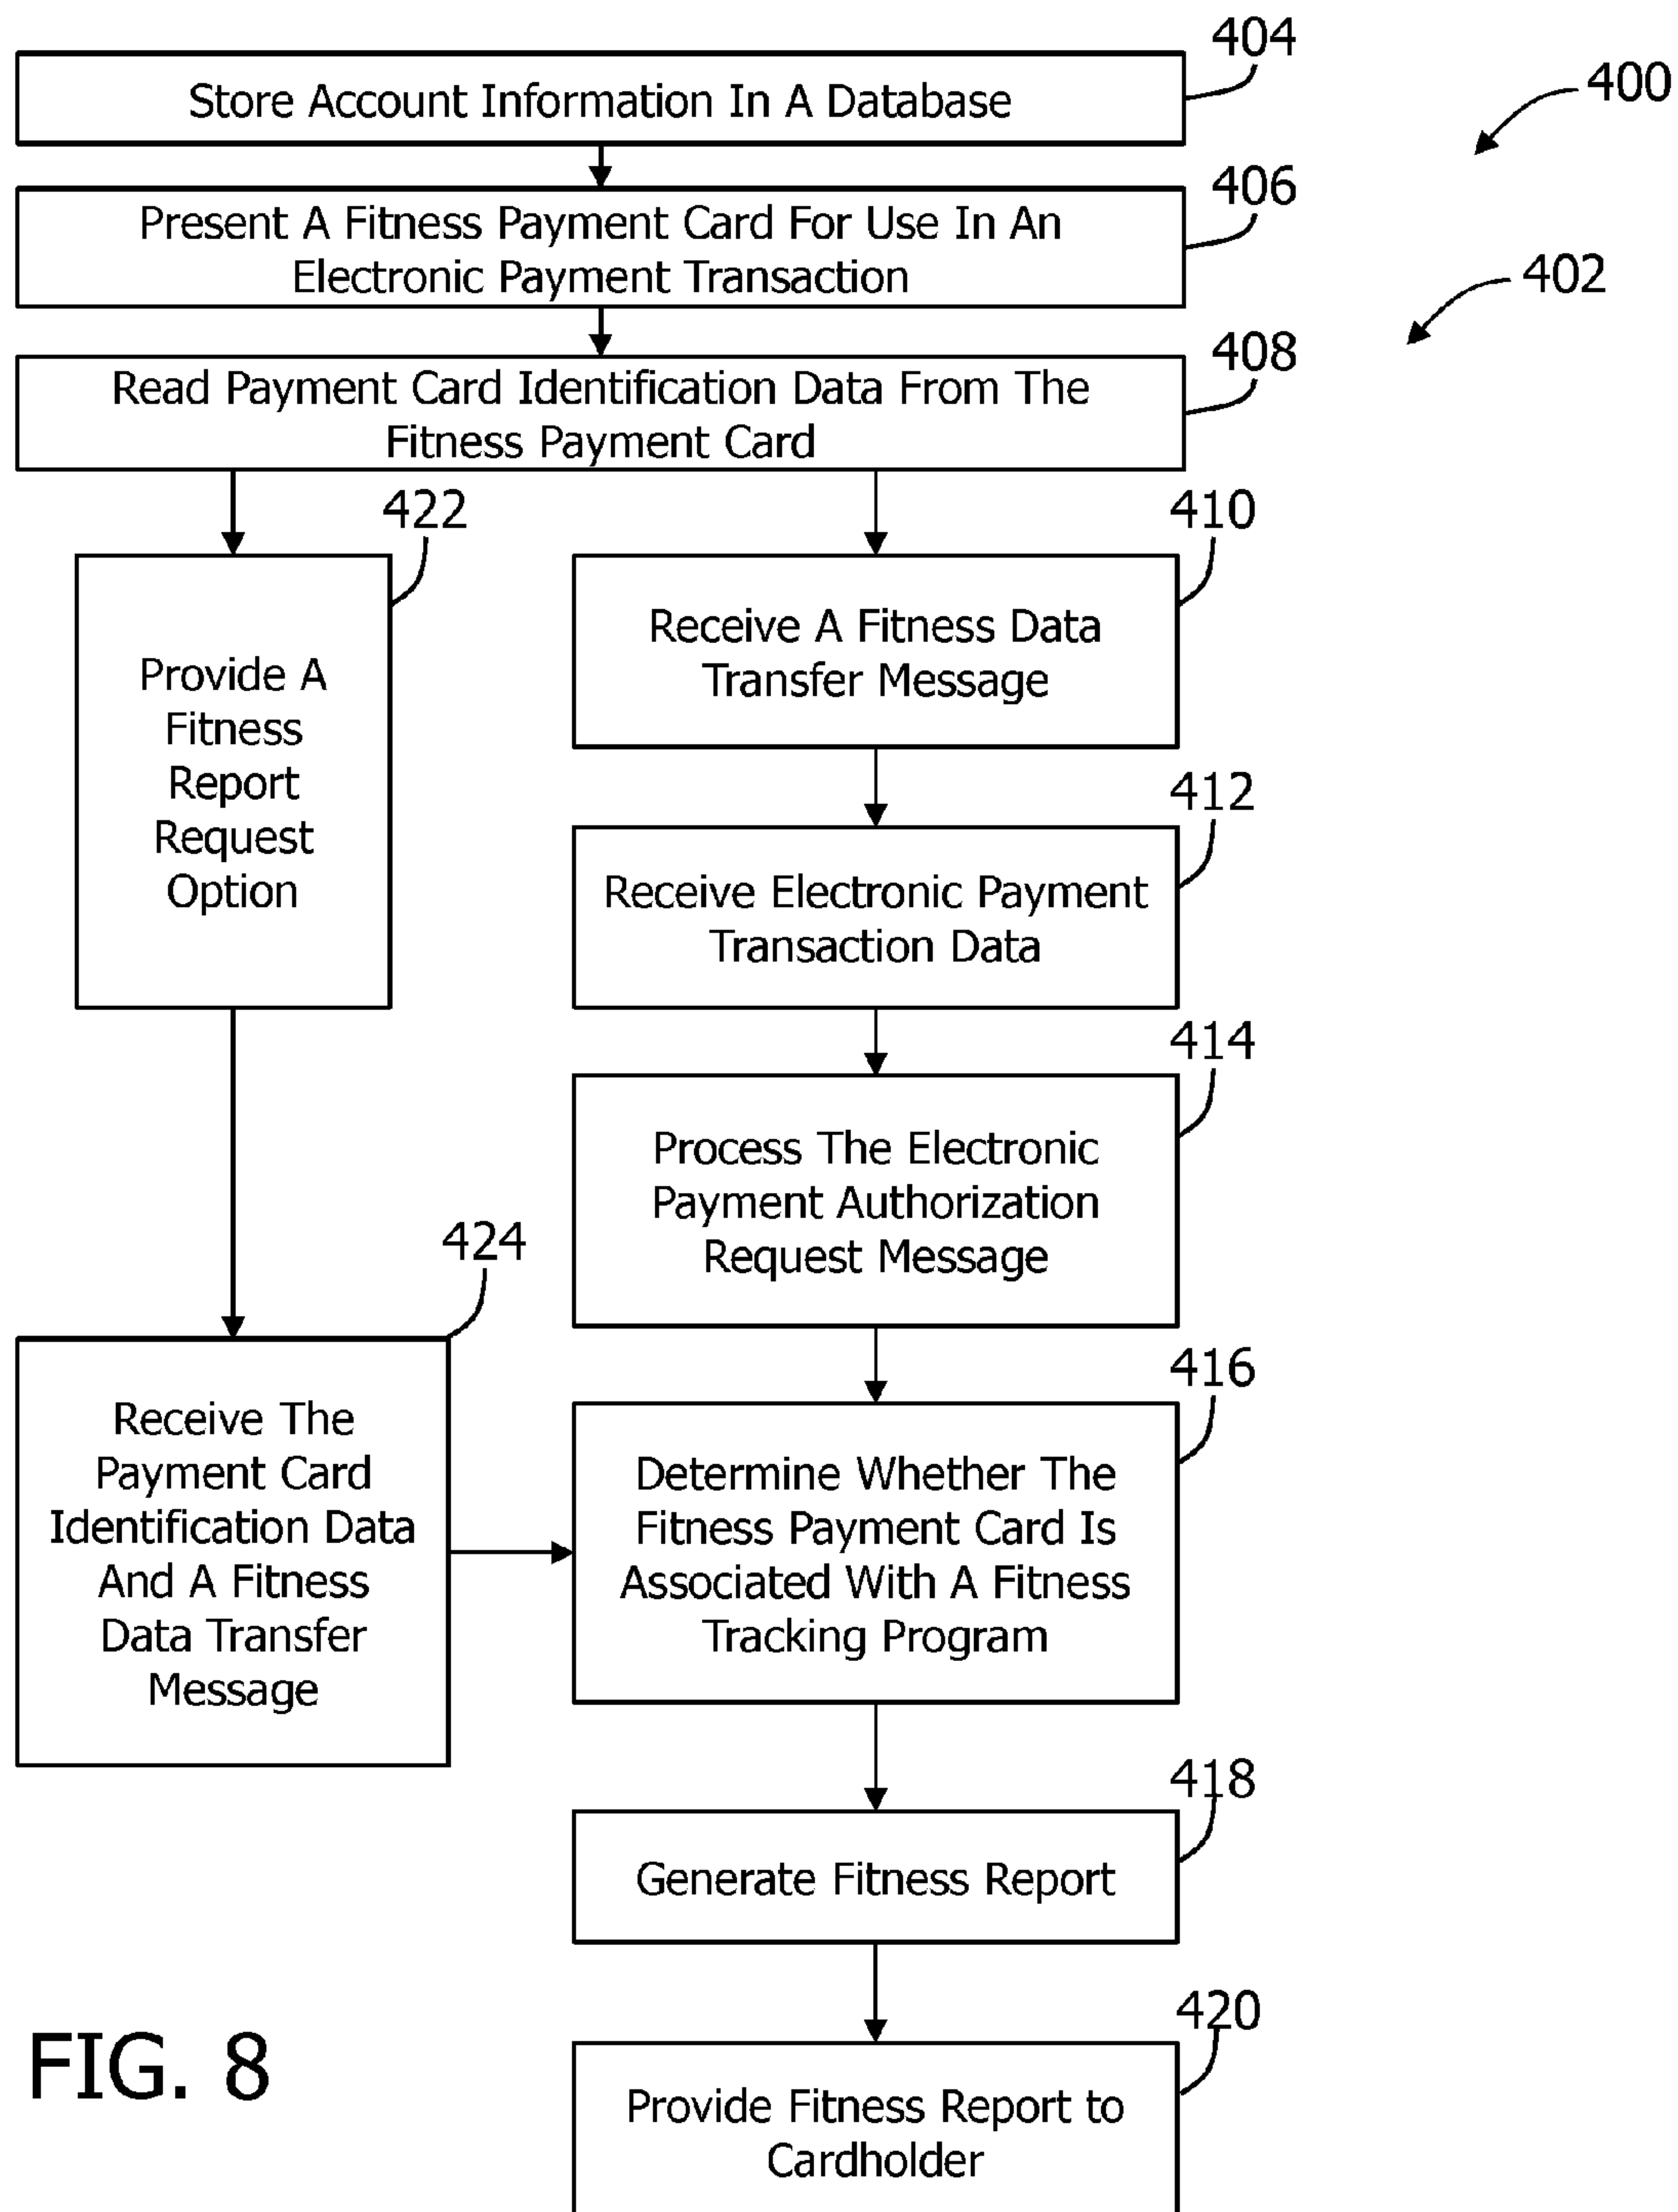 404
Store Account Information In A Database
400
406
Present A Fitness Payment Card For Use In An
Electronic Payment Transaction
402
408
Read Payment Card Identification Data From The
Fitness Payment Card
422
410
Provide A
Fitness
Report
Request
Option
Receive A Fitness Data
Transfer Message
412
Receive Electronic Payment
Transaction Data
414
Process The Electronic
Payment Authorization
Request Message
424
416
Receive The
Payment Card
Identification Data
And A Fitness
Data Transfer
Message
Determine Whether The
Fitness Payment Card Is
Associated With A Fitness
Tracking Program
418
Generate Fitness Report
420
Provide Fitness Report to
Cardholder
FIG. 8